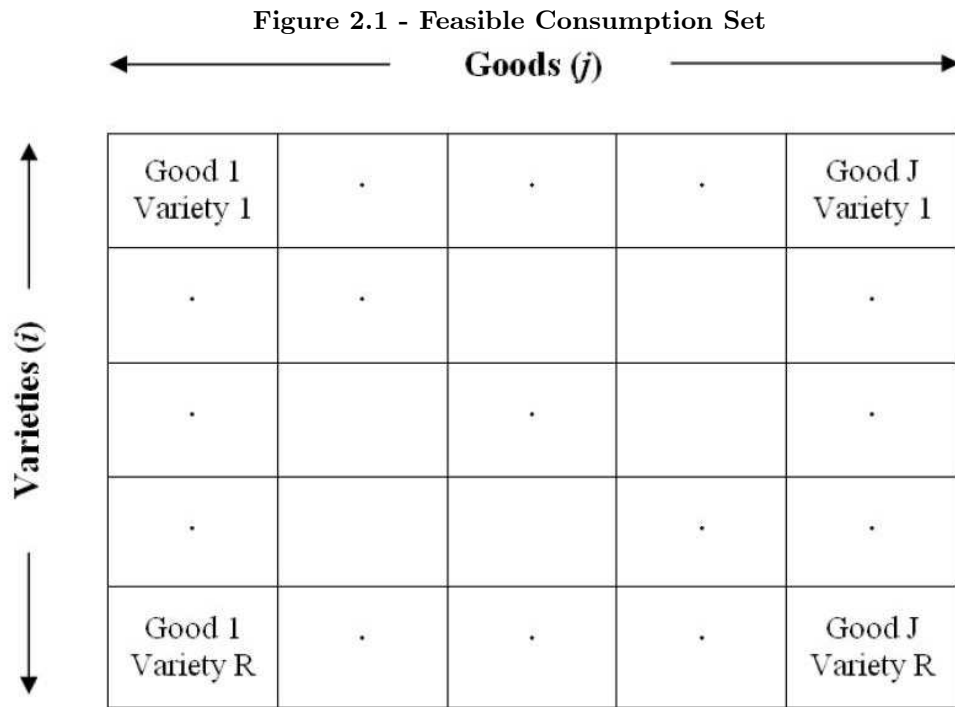 Figure 2.1 - Feasible Consumption Set
Goods (j)
Varieties (i)
Good 1
Variety 1
. . .
Good J
Variety 1
. . .
. . .
. . .
Good 1
Variety R
. . .
Good J
Variety R